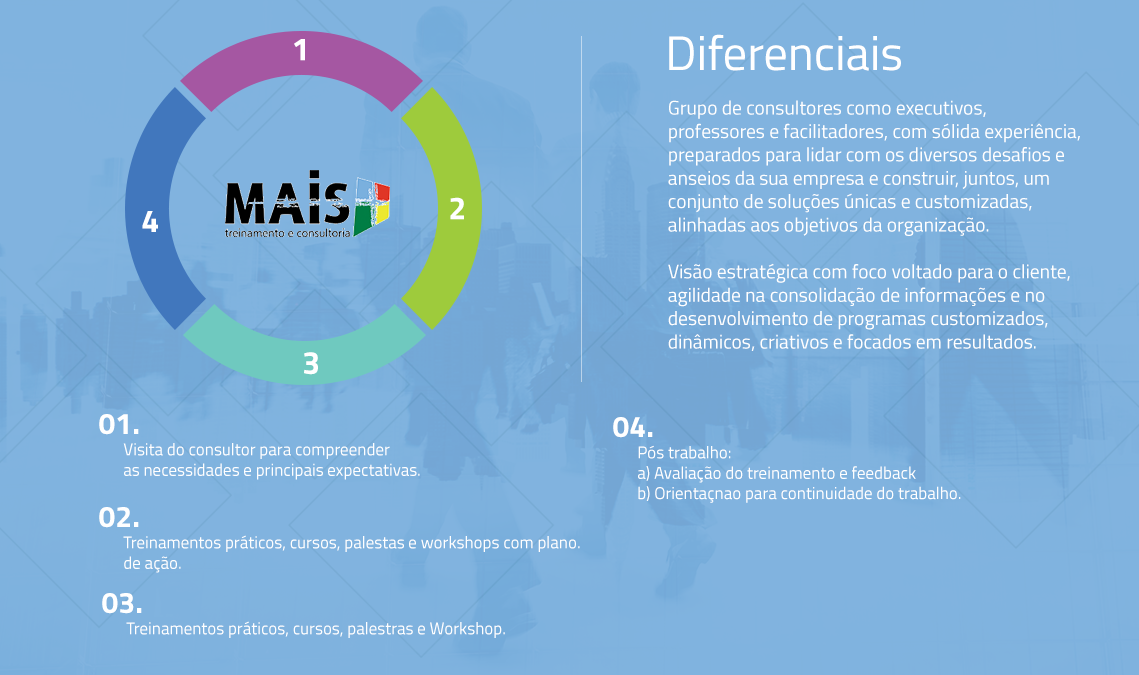 1
2
3
4
MAIS
treinamento e consultoria
Diferenciais
Grupo de consultores como executivos,
professores e facilitadores, com sólida experiência,
preparados para lidar com os diversos desafios e
anseios da sua empresa e construir, juntos, um
conjunto de soluções únicas e customizadas,
alinhadas aos objetivos da organização.
Visão estratégica com foco voltado para o cliente,
agilidade na consolidação de informações e no
desenvolvimento de programas customizados,
dinâmicos, criativos e focados em resultados.
01.
Visita do consultor para compreender
as necessidades e principais expectativas.
02.
Treinamentos práticos, cursos, palestas e workshops com plano.
de ação.
03.
Treinamentos práticos, cursos, palestras e Workshop.
04.
Pós trabalho:
a) Avaliação do treinamento e feedback
b) Orientaçnao para continuidade do trabalho.